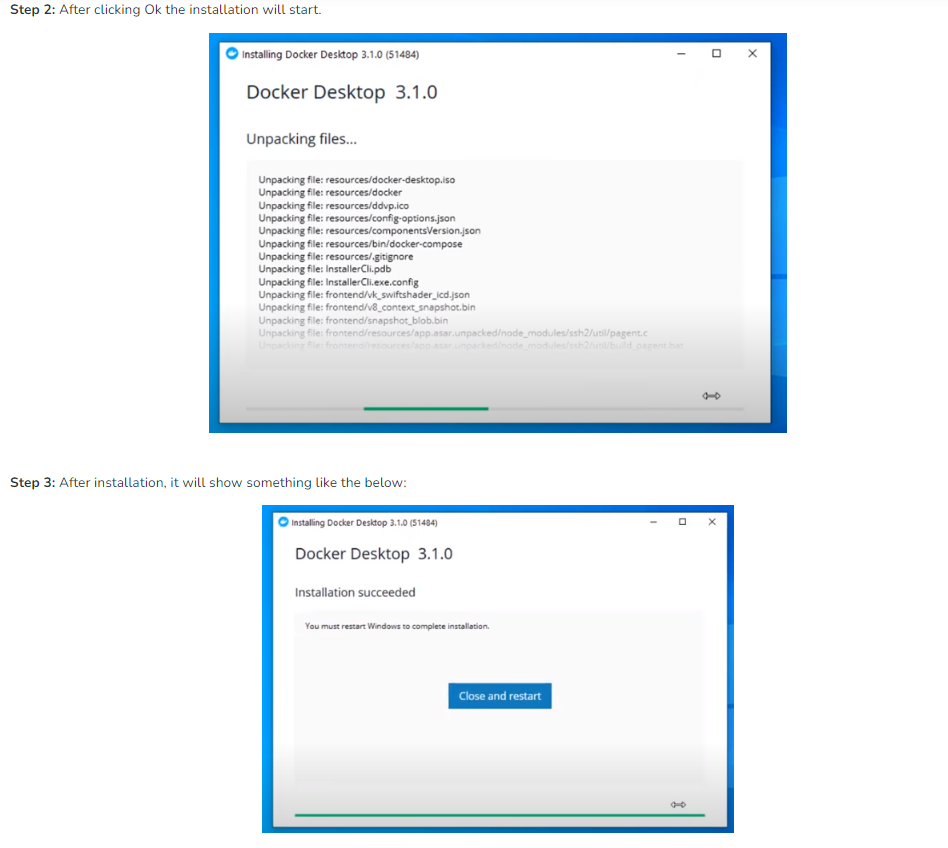 Step 2: After clicking Ok the installation will start.
Installing Docker Desktop 3.1.0 (51484)
Docker Desktop 3.1.0
Unpacking files...
Unpacking file: resources/docker-desktop.iso
Unpacking file: resources/docker
Unpacking file: resources/ddvp.ico
Unpacking file: resources/config-options.json
Unpacking file: resources/componentsVersion.json
Unpacking file: resources/bin/docker-compose
Unpacking file: resources/.gitignore
Unpacking file: InstallerCli.pdb
Unpacking file: InstallerCli.exe.config
Unpacking file: frontend/vk_swiftshader_icd.json
Unpacking file: frontend/v8_context_snapshot.bin
Unpacking file: frontend/snapshot_blob.bin
Unpacking file: frontend/resources/app.asar.unpacked/node_modules/ssh2/util/pagent.c
Unpacking file: frontend/resources/app.asar.unpacked/node_modules/ssh2/util/build_pagent.bat
Step 3: After installation, it will show something like the below:
Installing Docker Desktop 3.1.0 (51484)
Docker Desktop 3.1.0
Installation succeeded
You must restart Windows to complete installation.
Close and restart